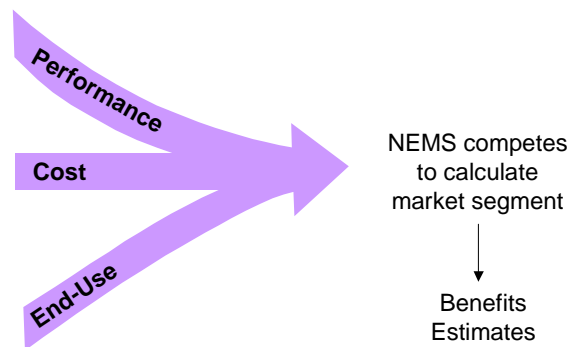 Performance
Cost
End-Use
NEMS competes
to calculate
market segment
Benefits
Estimates